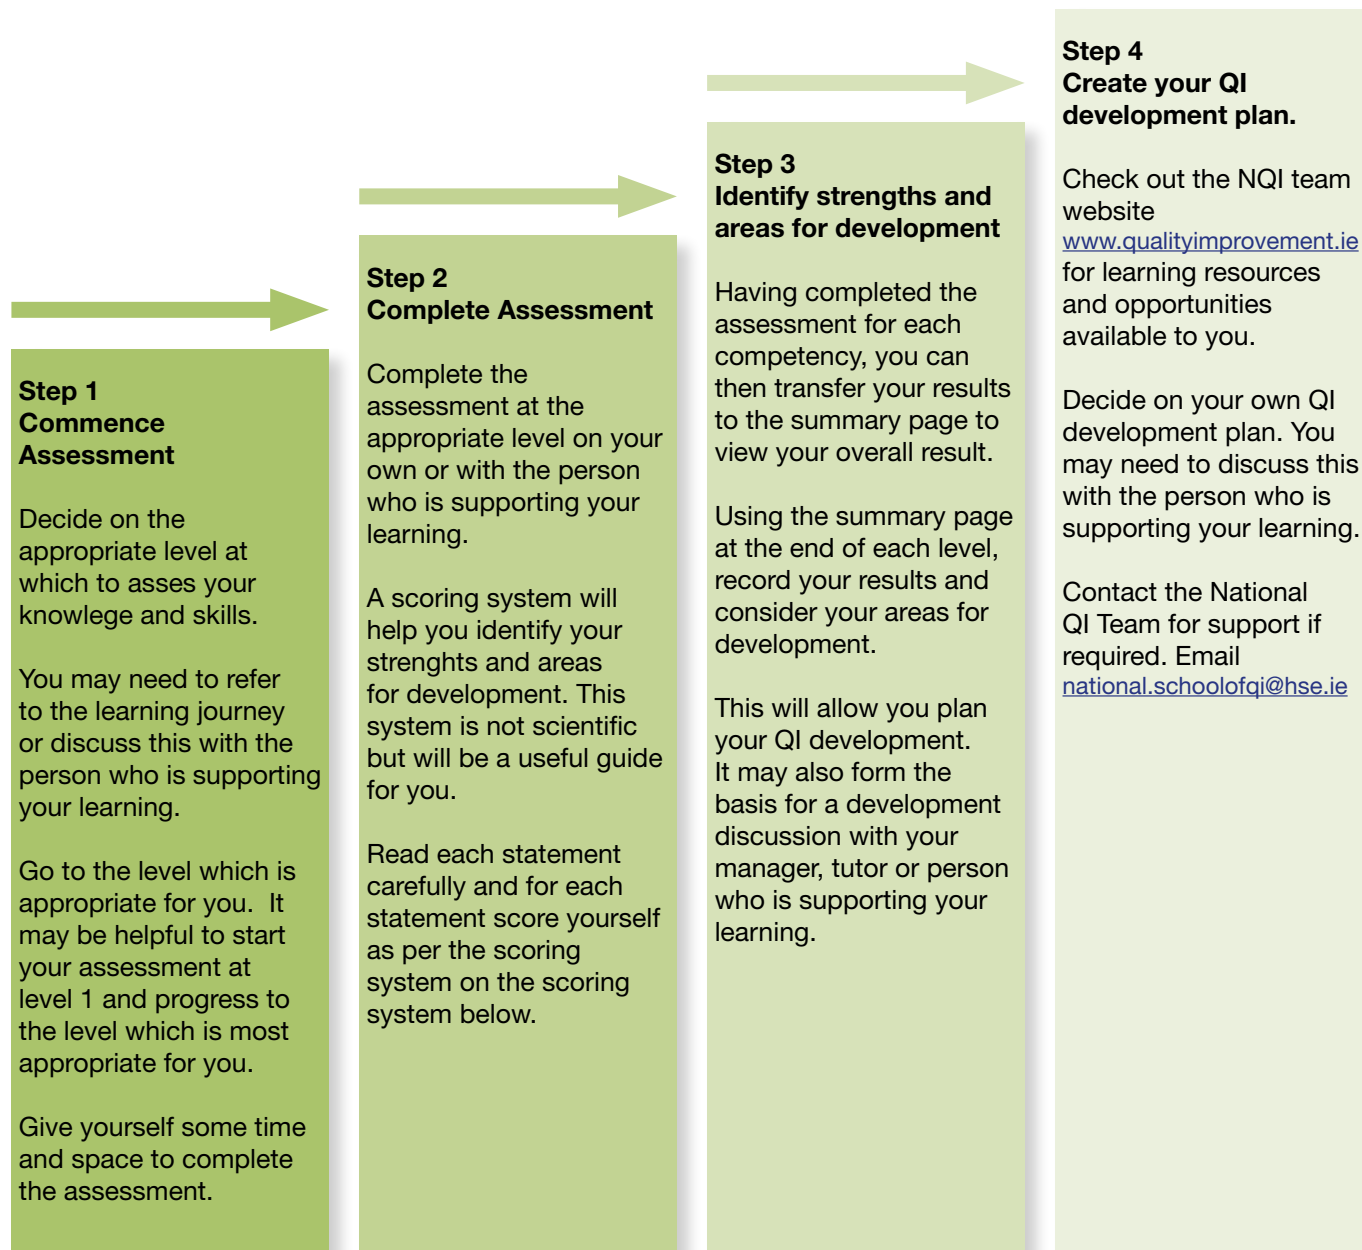 Step 1
Commence
Assessment
Decide on the
appropriate level at
which to asses your
knowlege and skills.
You may need to refer
to the learning journey
or discuss this with the
person who is supporting
your learning.
Go to the level which is
appropriate for you.  It
may be helpful to start
your assessment at
level 1 and progress to
the level which is most
appropriate for you.
Give yourself some time
and space to complete
the assessment.
Step 2
Complete Assessment
Complete the
assessment at the
appropriate level on your
own or with the person
who is supporting your
learning.
A scoring system will
help you identify your
strenghts and areas
for development. This
system is not scientific
but will be a useful guide
for you.
Read each statement
carefully and for each
statement score yourself
as per the scoring
system on the scoring
system below.
Step 3
Identify strengths and
areas for development
Having completed the
assessment for each
competency, you can
then transfer your results
to the summary page to
view your overall result.
Using the summary page
at the end of each level,
record your results and
consider your areas for
development.
This will allow you plan
your QI development.
It may also form the
basis for a development
discussion with your
manager, tutor or person
who is supporting your
learning.
Step 4
Create your QI
development plan.
Check out the NQI team
website
www.qualityimprovement.ie
for learning resources
and opportunities
available to you.
Decide on your own QI
development plan. You
may need to discuss this
with the person who is
supporting your learning.
Contact the National
QI Team for support if
required. Email
national.schoolofqi@hse.ie